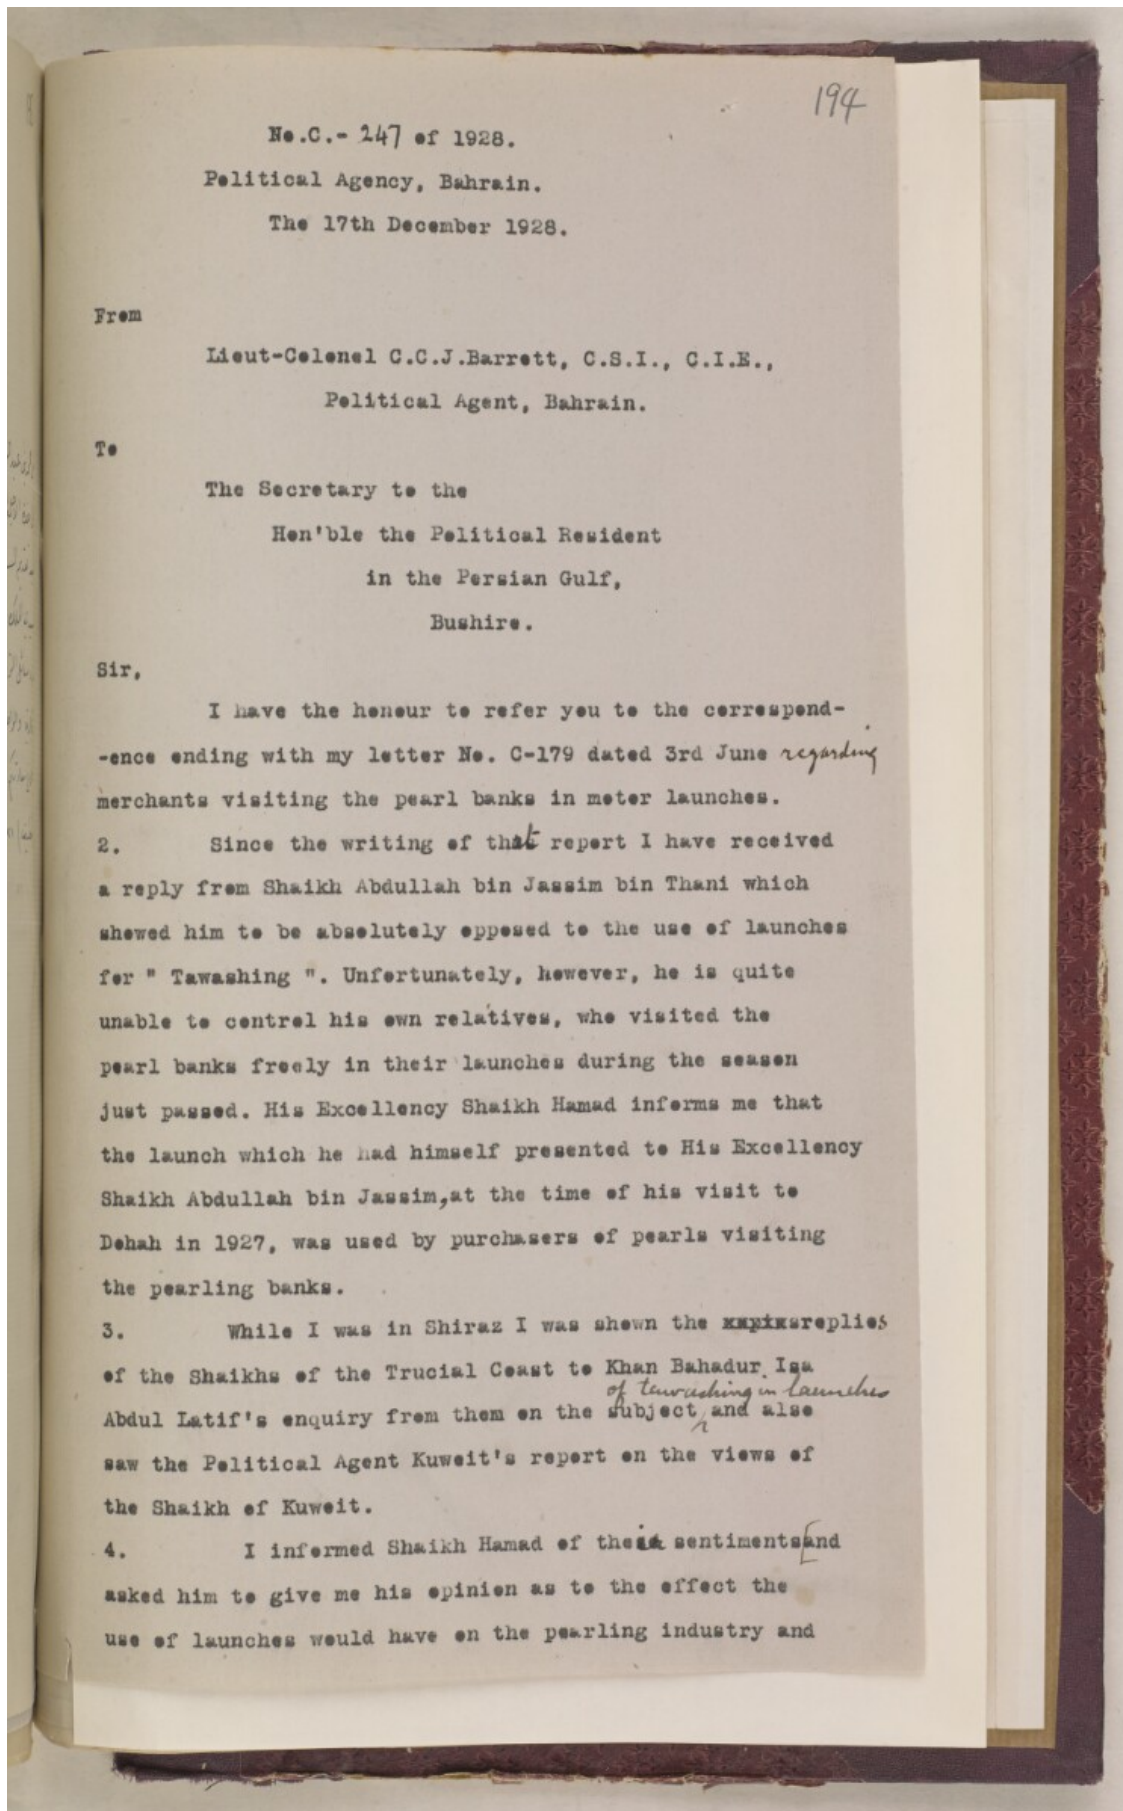 194
No.C.- 247 of 1928.
Political Agency, Bahrain.
The 17th December 1928.
From
Lieut-Colonel C.C.J.Barrett, C.S.I., C.I.E.,
Political Agent, Bahrain.
To
The Secretary to the
Hon'ble the Political Resident
in the Persian Gulf,
Bushire.
Sir,
I have the honour to refer you to the correspond-
-ence ending with my letter No. C-179 dated 3rd June regarding
merchants visiting the pearl banks in motor launches.
2. Since the writing of that report I have received
a reply from Shaikh Abdullah bin Jassim bin Thani which
shewed him to be absolutely opposed to the use of launches
for " Tawashing ". Unfortunately, however, he is quite
unable to control his own relatives, who visited the
pearl banks freely in their launches during the season
just passed. His Excellency Shaikh Hamad informs me that
the launch which he had himself presented to His Excellency
Shaikh Abdullah bin Jassim,at the time of his visit to
Dohah in 1927, was used by purchasers of pearls visiting
the pearling banks.
3. While I was in Shiraz I was shown the replies
of the Shaikhs of the Trucial Coast to Khan Bahadur Isa
of tawashing in launches
Abdul Latif's enquiry from them on the subject, and also
saw the Political Agent Kuweit's report on the views of
the Shaikh of Kuweit.
4. I informed Shaikh Hamad of their sentiments and
asked him to give me his opinion as to the effect the
use of launches would have on the pearling industry and